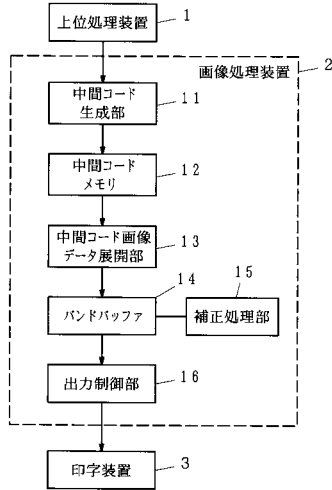 上位処理装置
1
画像処理装置
2
中間コード
生成部
11
中間コード
メモリ
12
中間コード画像
データ展開部
13
バンドバッファ
14
補正処理部
15
出力制御部
16
印字装置
3